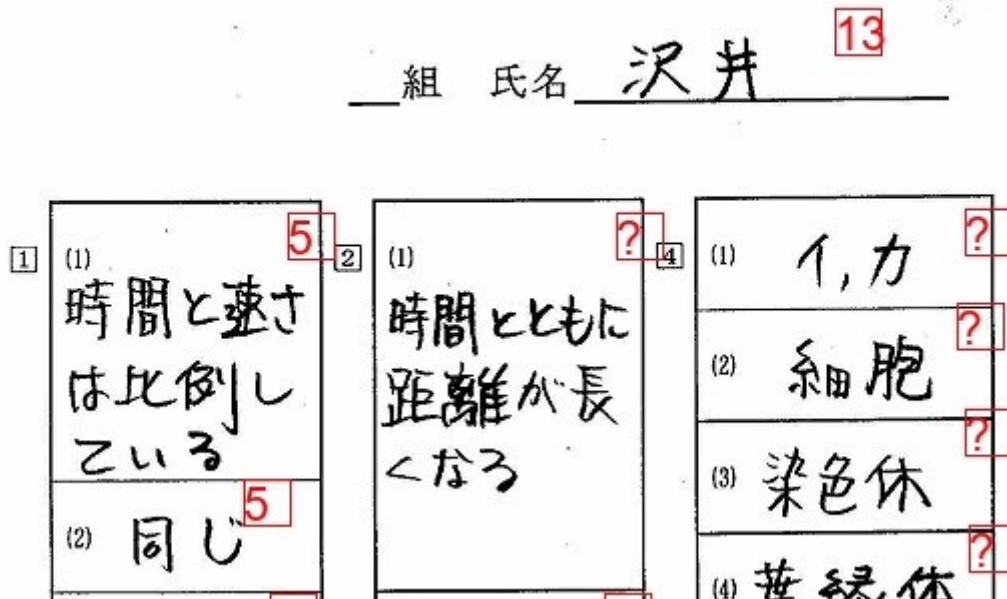 13
組 氏名 沢井
1
(1)
5
時間と速さ
は比例し
ている
(2) 同じ
5
2
(1)
?
時間とともに
距離が長
くなる
4
(1) イ,カ
?
(2) 細胞
?
(3) 染色体
?
(4) 葉緑体
?